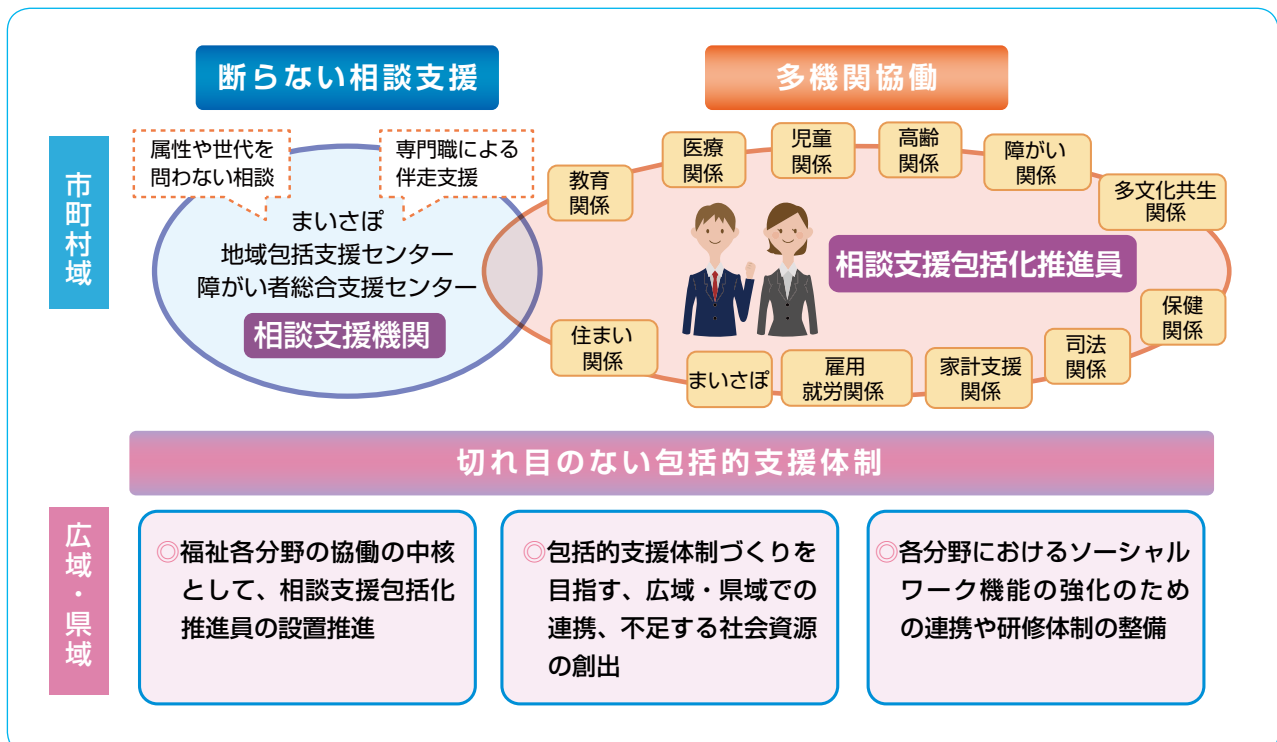 断らない相談支援
多機関協働
市町村域
属性や世代を
問わない相談
専門職による
伴走支援
まいさぽ
地域包括支援センター
障がい者総合支援センター
相談支援機関
教育
関係
医療
関係
児童
関係
高齢
関係
障がい
関係
多文化共生
関係
相談支援包括化推進員
住まい
関係
まいさぽ
雇用
就労関係
家計支援
関係
司法
関係
保健
関係
切れ目のない包括的支援体制
広域・県域
◎福祉各分野の協働の中核
として、相談支援包括化
推進員の設置推進
◎包括的支援体制づくりを
目指す、広域・県域での
連携、不足する社会資源
の創出
◎各分野におけるソーシャル
ワーク機能の強化のため
の連携や研修体制の整備